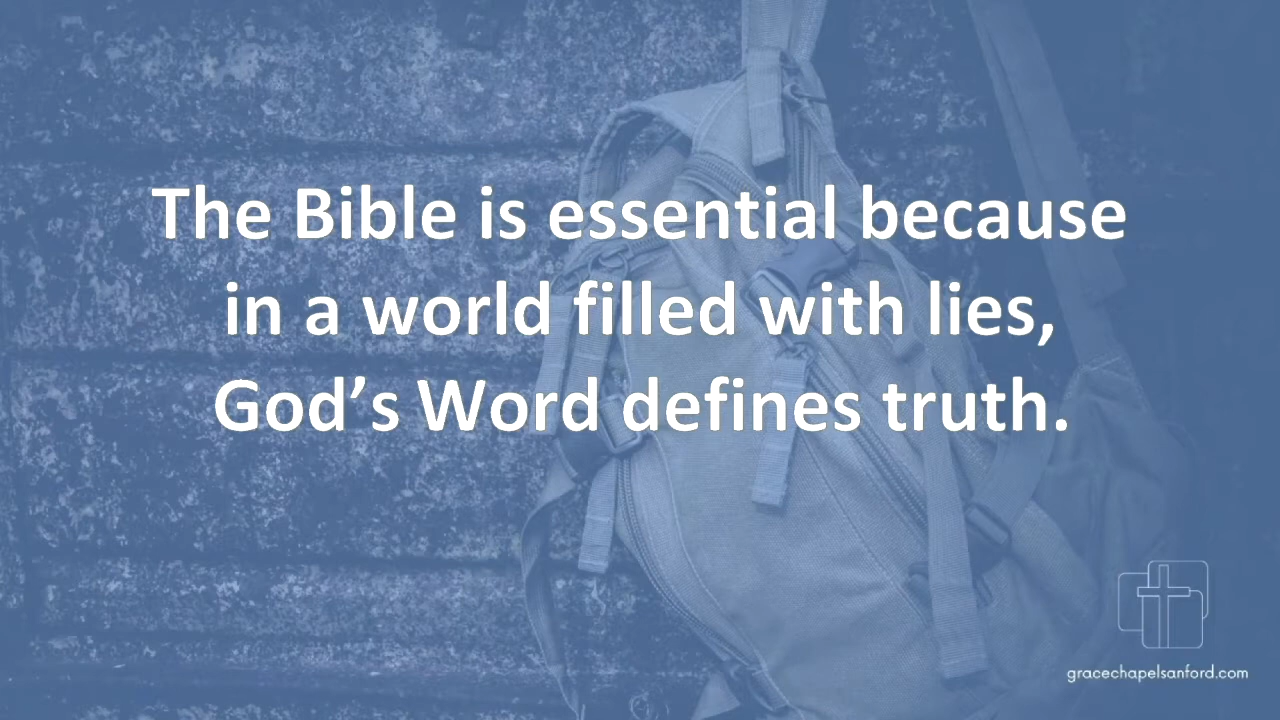 The Bible is essential because
in a world filled with lies,
God’s Word defines truth.
gracechapelsanford.com